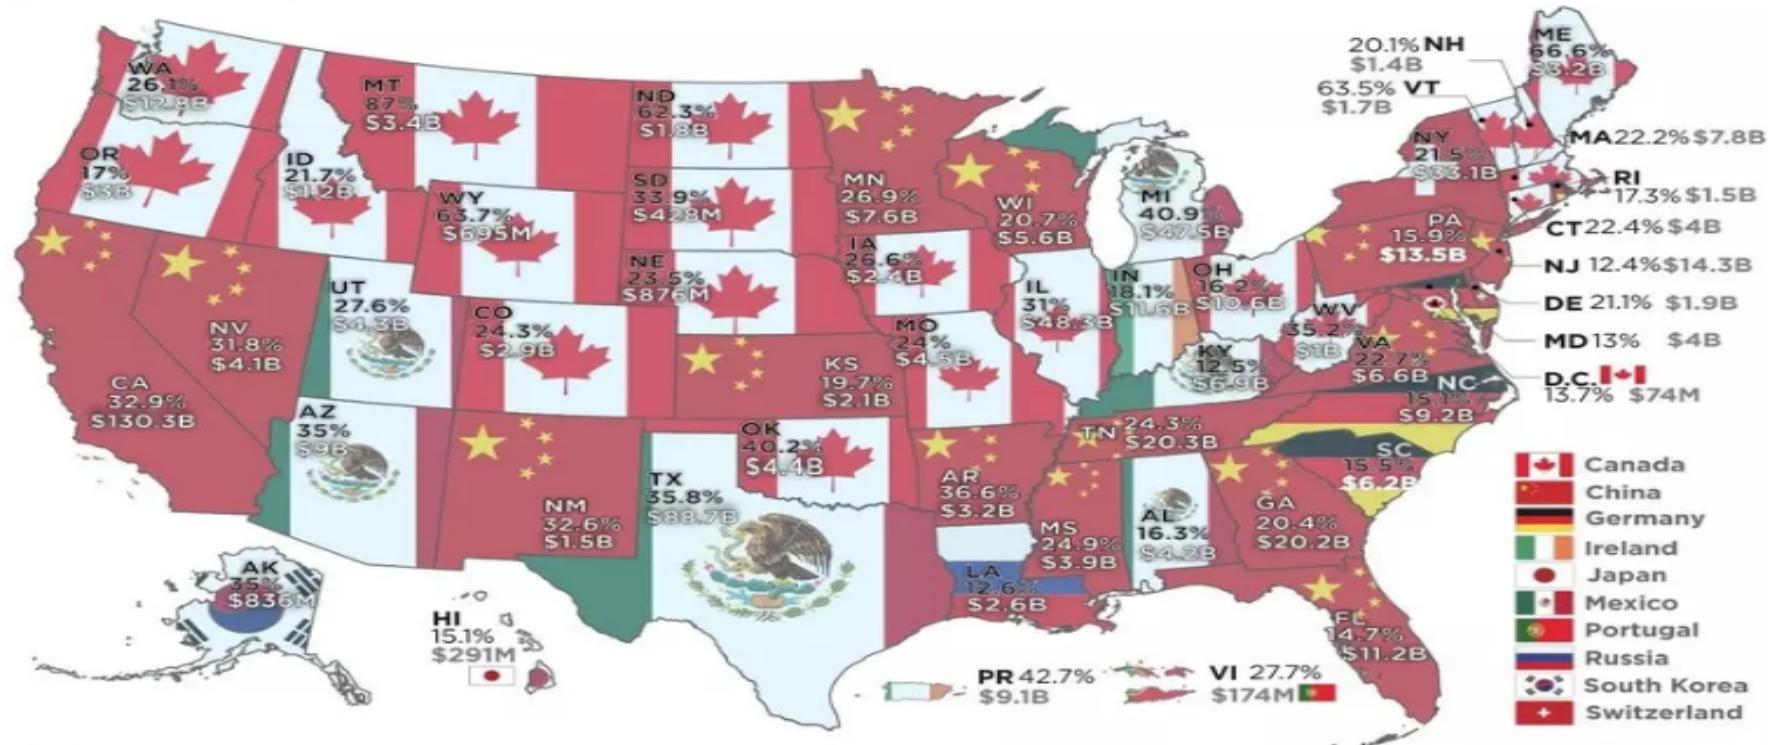 WA
26.1%
$12.8B
OR
17%
$3B
ID
21.7%
$1.2B
MT
87%
$3.4B
WY
63.7%
$695M
ND
62.3%
$1.8B
SD
33.9%
$428M
NE
23.5%
$876M
MN
26.9%
$7.6B
WI
20.7%
$5.6B
IA
26.6%
$2.4B
MI
40.9%
$47.5B
20.1% NH
$1.4B
63.5% VT
$1.7B
ME
66.6%
$3.2B
NY
21.5%
$33.1B
MA 22.2% $7.8B
RI
17.3% $1.5B
CT 22.4% $4B
NJ 12.4% $14.3B
DE 21.1% $1.9B
MD 13% $4B
D.C.
13.7% $74M
PA
15.9%
$13.5B
NV
31.8%
$4.1B
CA
32.9%
$130.3B
UT
27.6%
$4.3B
CO
24.3%
$2.9B
KS
19.7%
$2.1B
MO
24%
$4.5B
IL
31%
$48.3B
IN
18.1%
$11.6B
OH
16.2%
$10.6B
WV
35.2%
$1B
KY
12.5%
$6.9B
VA
22.7%
$6.6B
NC
15.1%
$9.2B
SC
15.5%
$6.2B
TN 24.3%
$20.3B
AZ
35%
$9B
NM
32.6%
$1.5B
TX
35.8%
$88.7B
OK
40.2%
$4.4B
AR
36.6%
$3.2B
MS
24.9%
$3.9B
AL
16.3%
$4.2B
GA
20.4%
$20.2B
LA
12.6%
$2.6B
FL
14.7%
$11.2B
AK
35%
$836M
HI
15.1%
$291M
PR 42.7%
$9.1B
VI 27.7%
$174M
Canada
China
Germany
Ireland
Japan
Mexico
Portugal
Russia
South Korea
Switzerland